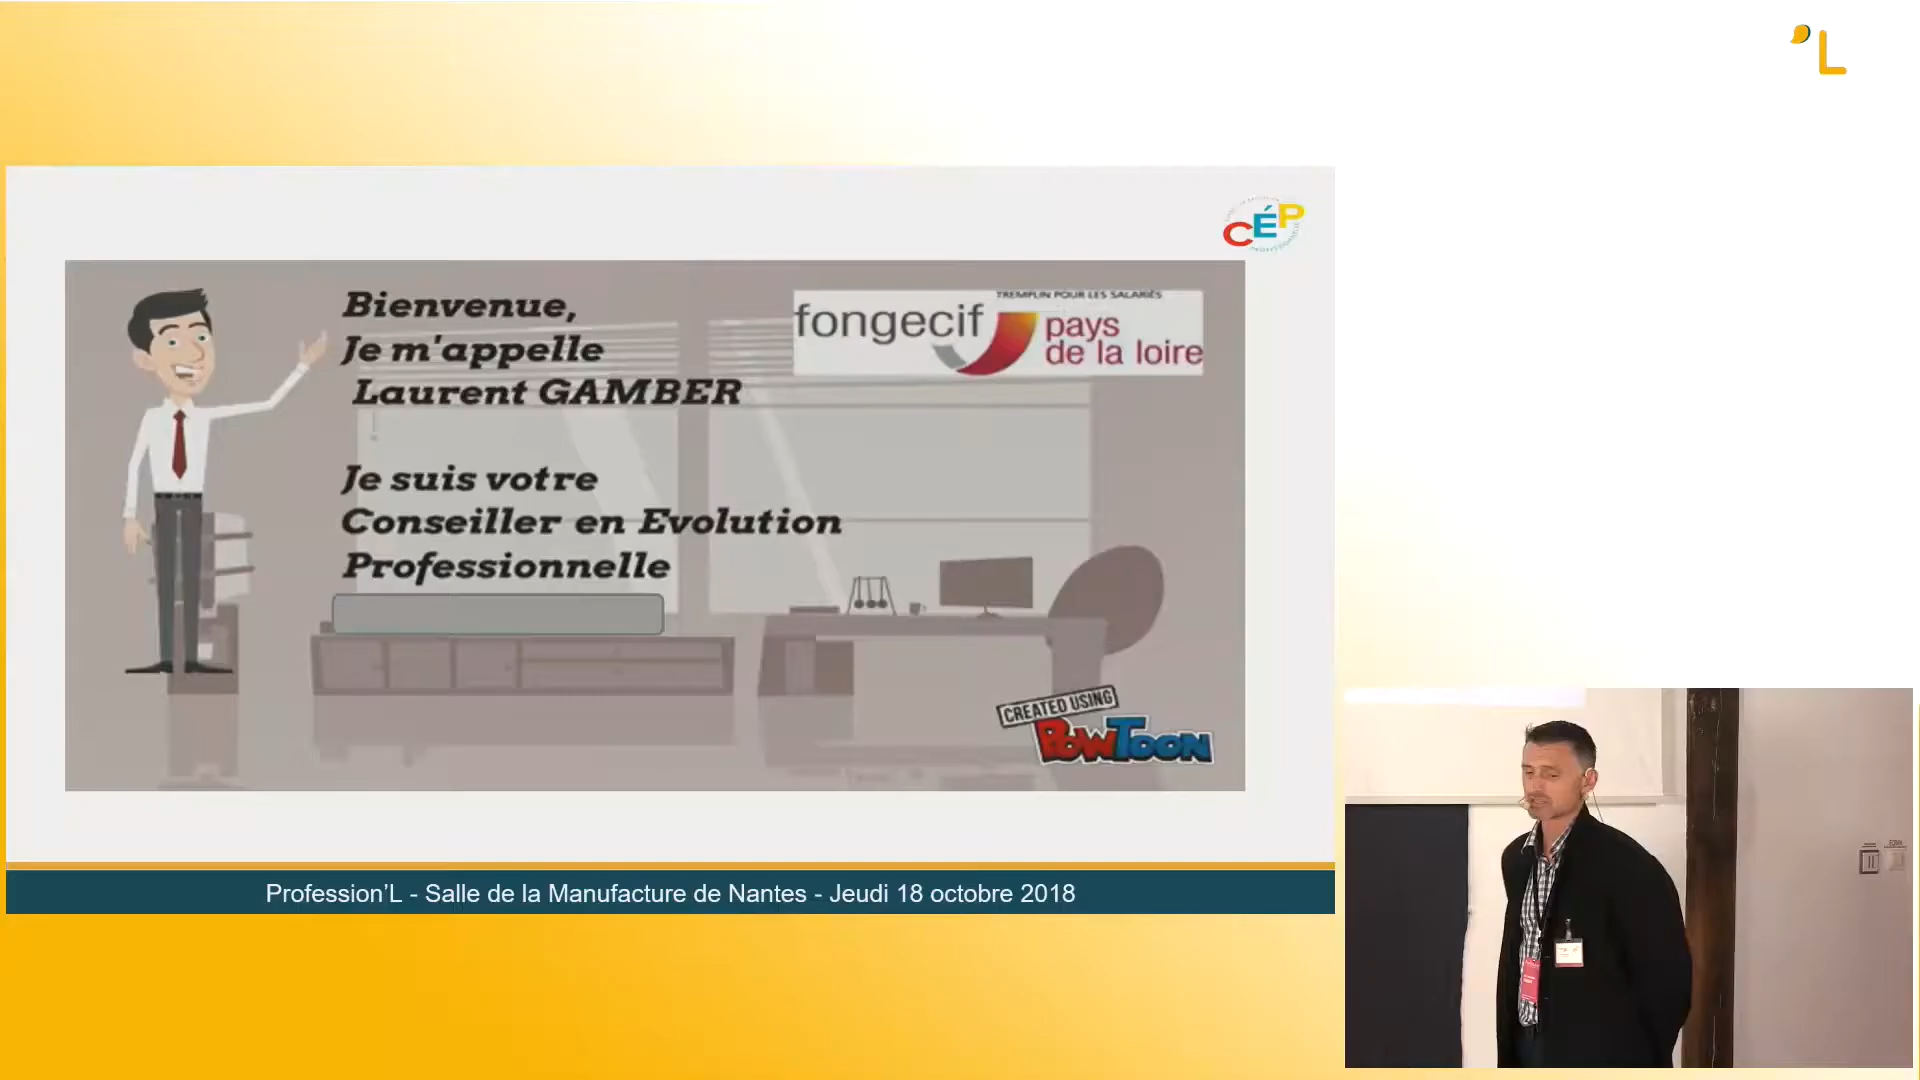 'L
CÉP
Bienvenue,
Je m'appelle
Laurent GAMBER
Je suis votre
Conseiller en Evolution
Professionnelle
TREMPLIN POUR LES SALARIÉS
fongecif
pays
de la loire
CREATED USING
POWTOON
Profession’L - Salle de la Manufacture de Nantes - Jeudi 18 octobre 2018